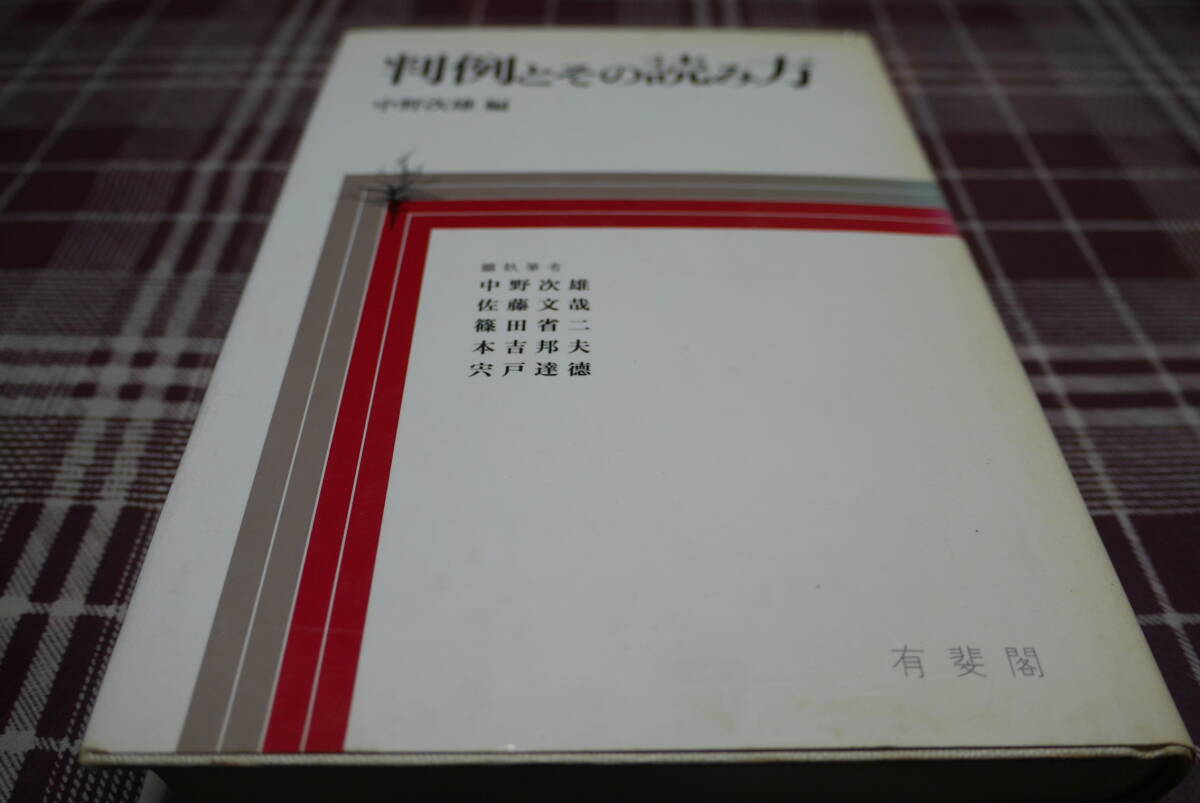 判例とその読み方
中野次雄 編
■執筆者
中野次雄
佐藤文哉
篠田省二
本吉邦夫
宍戸達徳
有斐閣